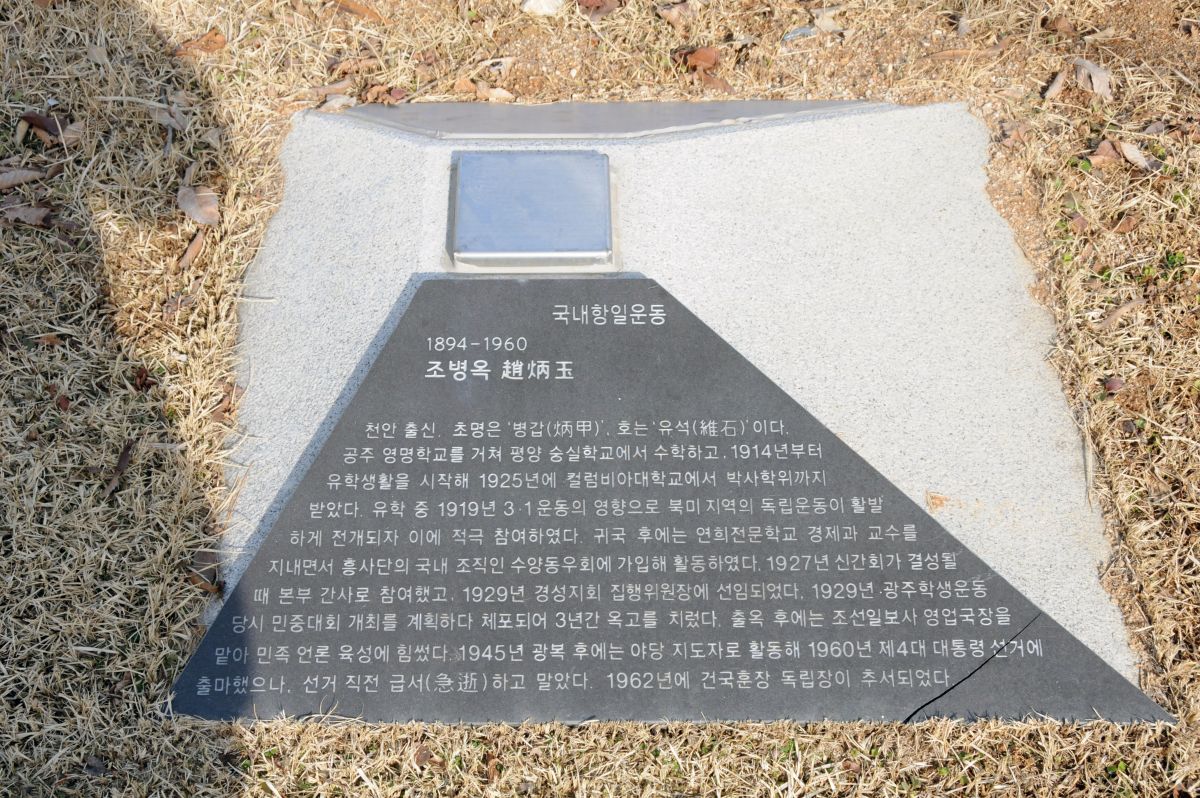 국내항일운동
1894-1960
조병옥 趙炳玉
천안 출신 초명은 '병갑(炳甲)', 호는 '유석(維石)'이다.
공주 영명학교를 거쳐 평양 숭실학교에서 수학하고, 1914년부터
유학생활을 시작해 1925년에 컬럼비아대학교에서 박사학위까지
받았다. 유학 중 1919년 3·1운동의 영향으로 북미 지역의 독립운동이 활발
하게 전개되자 이에 적극 참여하였다. 귀국 후에는 연희전문학교 경제과 교수를
지내면서 흥사단의 국내 조직인 수양동우회에 가입해 활동하였다. 1927년 신간회가 결성될
때 본부 간사로 참여했고, 1929년 경성지회 집행위원장에 선임되었다. 1929년 광주학생운동
당시 민중대회 개최를 계획하다 체포되어 3년간 옥고를 치렀다. 출옥 후에는 조선일보사 영업국장을
맡아 민족 언론 육성에 힘썼다. 1945년 광복 후에는 야당 지도자로 활동해 1960년 제4대 대통령 선거에
출마했으나, 선거 직전 급서(急逝)하고 말았다. 1962년에 건국훈장 독립장이 추서되었다.